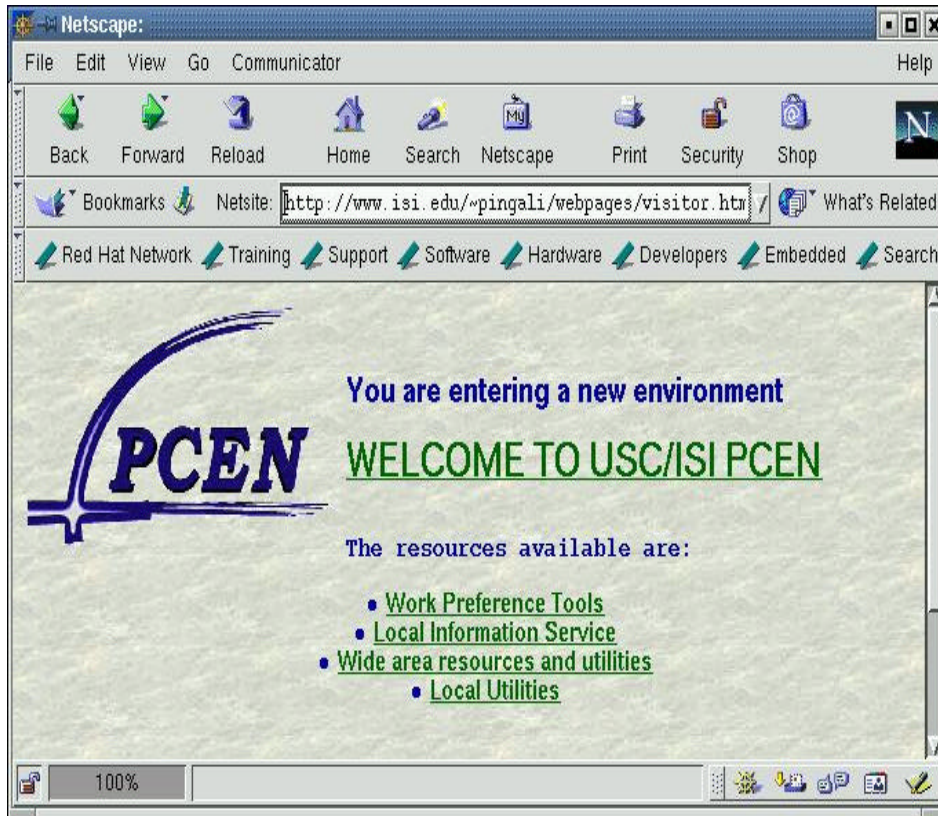 Netscape:
File Edit View Go Communicator Help
My N
Back Forward Reload Home Search Netscape Print Security Shop
Bookmarks Netsite: http://www.isi.edu/~pingali/webpages/visitor.htm What's Related
Red Hat Network Training Support Software Hardware Developers Embedded Search
You are entering a new environment
PCEN
WELCOME TO USC/ISI PCEN
The resources available are:
• Work Preference Tools
• Local Information Service
• Wide area resources and utilities
• Local Utilities
100%